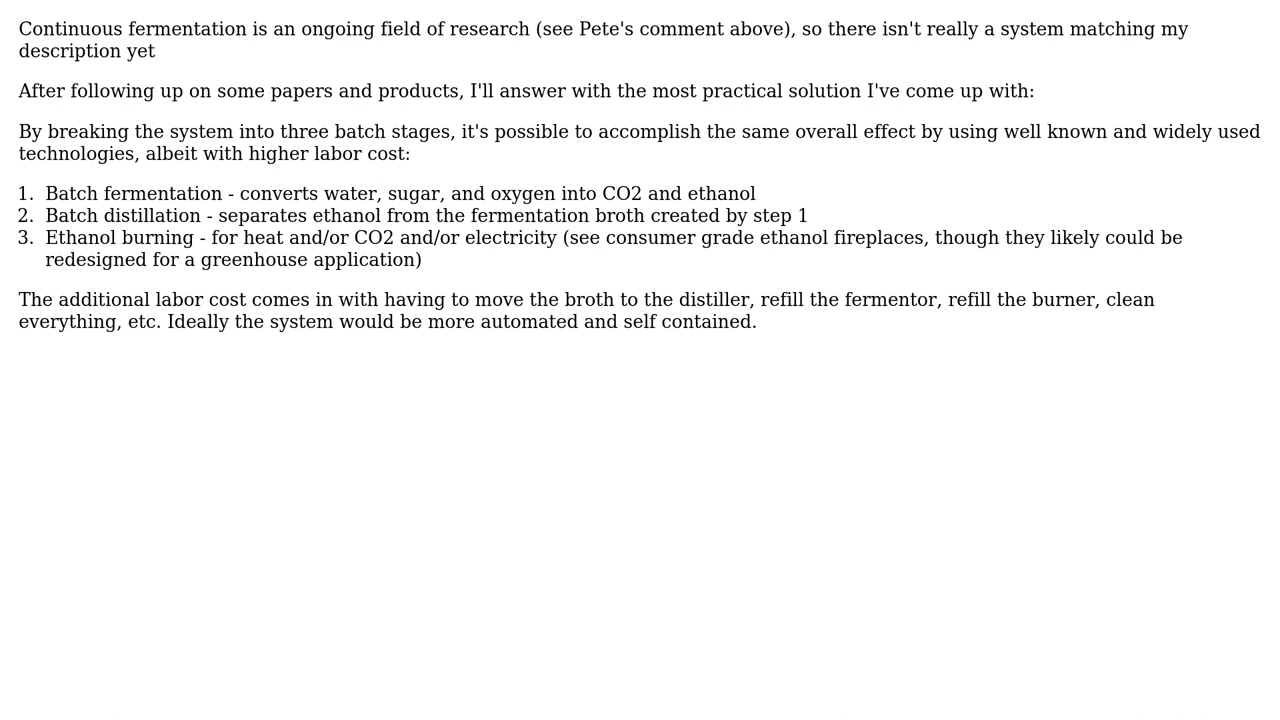 Continuous fermentation is an ongoing field of research (see Pete's comment above), so there isn't really a system matching my
description yet
After following up on some papers and products, I'll answer with the most practical solution I've come up with:
By breaking the system into three batch stages, it's possible to accomplish the same overall effect by using well known and widely used
technologies, albeit with higher labor cost:
1. Batch fermentation - converts water, sugar, and oxygen into CO2 and ethanol
2. Batch distillation - separates ethanol from the fermentation broth created by step 1
3. Ethanol burning - for heat and/or CO2 and/or electricity (see consumer grade ethanol fireplaces, though they likely could be
redesigned for a greenhouse application)
The additional labor cost comes in with having to move the broth to the distiller, refill the fermentor, refill the burner, clean
everything, etc. Ideally the system would be more automated and self contained.